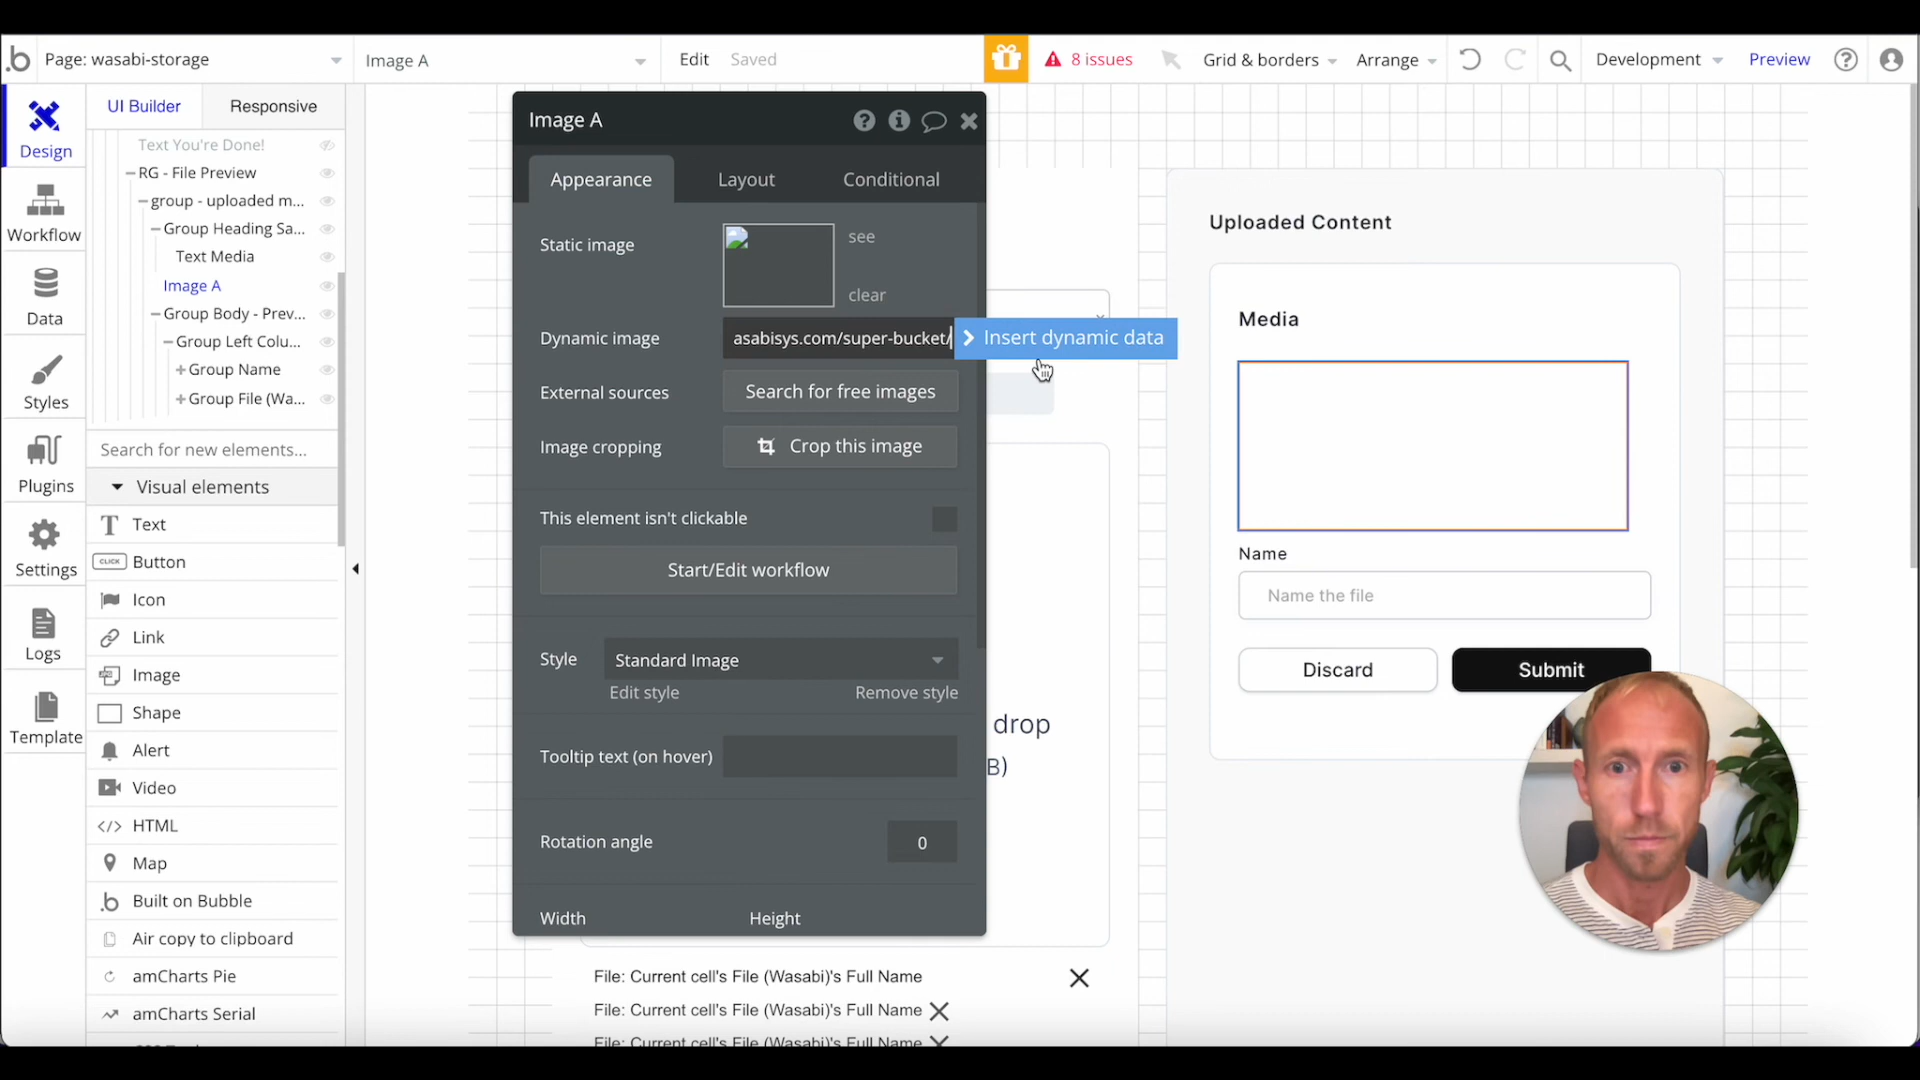 Page: wasabi-storage
Image A
Edit
Saved
8 issues
Grid & borders
Arrange
Development
Preview
Design
Workflow
Data
Styles
Plugins
Settings
Logs
Template
UI Builder
Responsive
Text You're Done!
RG - File Preview
group - uploaded m...
Group Heading Sa...
Text Media
Image A
Group Body - Prev...
Group Left Colu...
Group Name
Group File (Wa...
Search for new elements...
Visual elements
Text
CLICK Button
Icon
Link
Image
Shape
Alert
Video
HTML
Map
Built on Bubble
Air copy to clipboard
amCharts Pie
amCharts Serial
Image A
Appearance
Layout
Conditional
Static image
see
clear
Dynamic image
asabisys.com/super-bucket/
Insert dynamic data
External sources
Search for free images
Image cropping
Crop this image
This element isn't clickable
Start/Edit workflow
Style
Standard Image
Edit style
Remove style
Tooltip text (on hover)
Rotation angle
0
Width
Height
drop
B)
File: Current cell's File (Wasabi)'s Full Name
File: Current cell's File (Wasabi)'s Full Name
File: Current cell's File (Wasabi)'s Full Name
Uploaded Content
Media
Name
Name the file
Discard
Submit